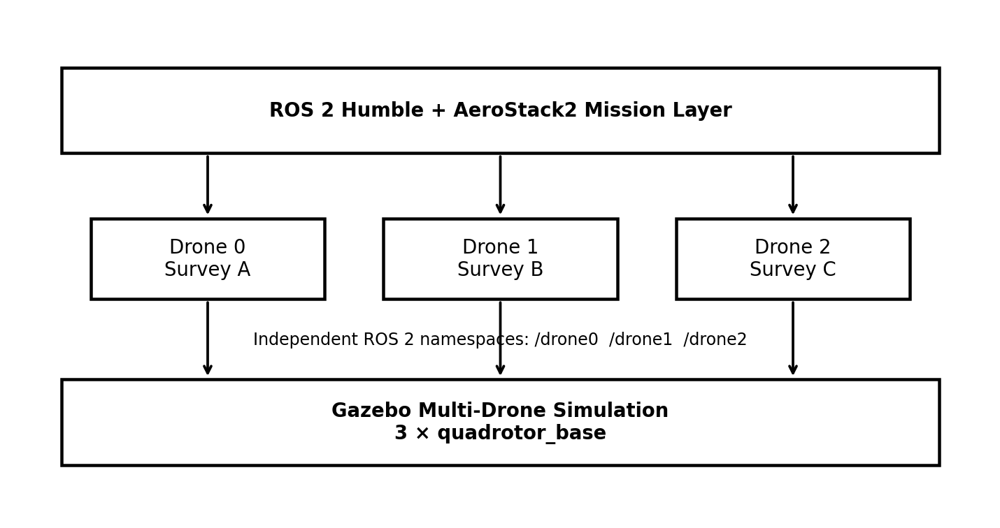 ROS 2 Humble + AeroStack2 Mission Layer
Drone 0
Survey A
Drone 1
Survey B
Drone 2
Survey C
Independent ROS 2 namespaces: /drone0  /drone1  /drone2
Gazebo Multi-Drone Simulation
3 × quadrotor_base